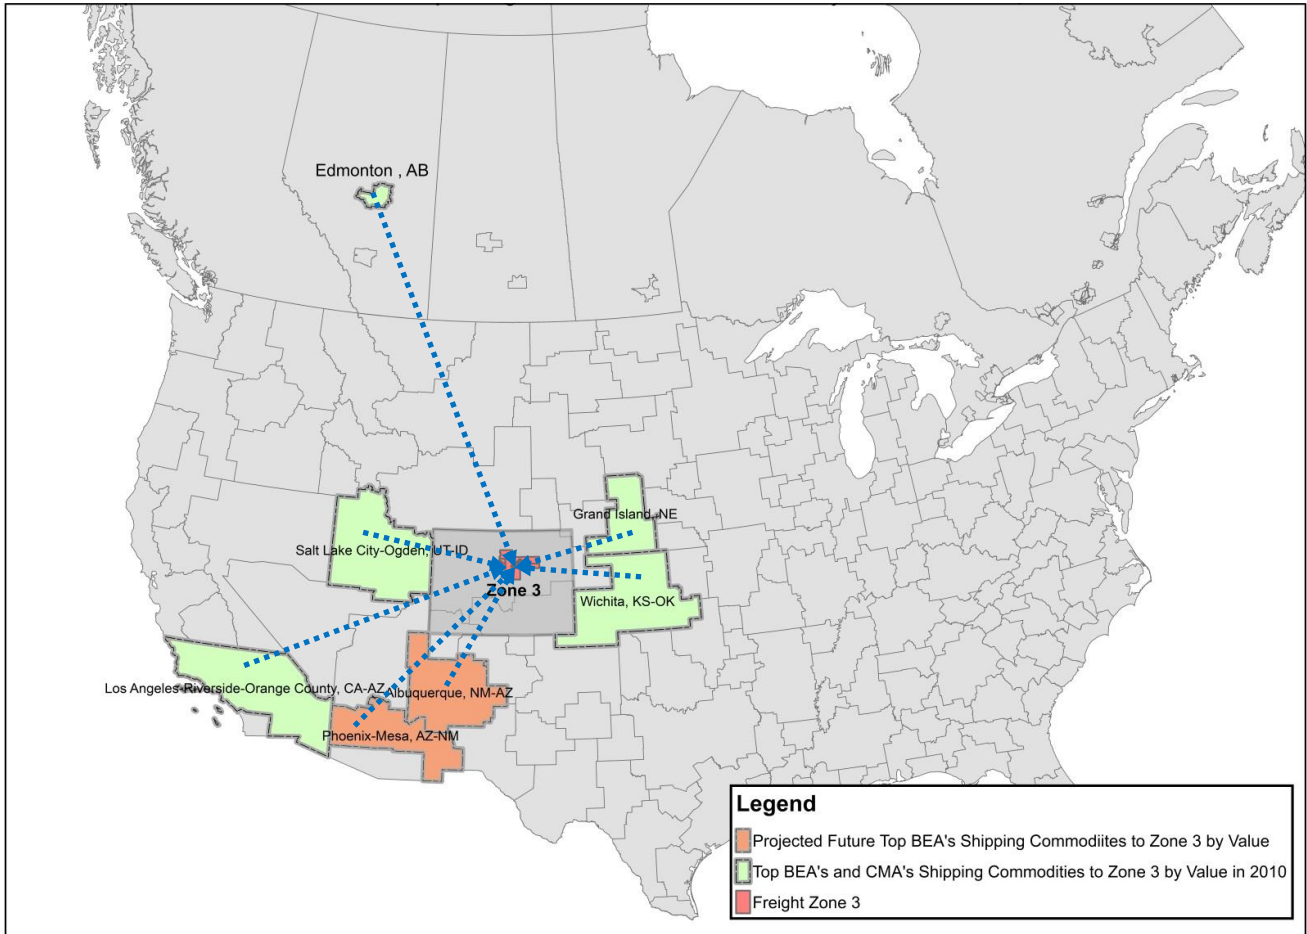 Edmonton , AB
Grand Island, NE
Salt Lake City-Ogden, UT-ID
Zone 3
Wichita, KS-OK
Los Angeles-Riverside-Orange County, CA-AZ
Albuquerque, NM-AZ
Phoenix-Mesa, AZ-NM
Legend
Projected Future Top BEA's Shipping Commodiites to Zone 3 by Value
Top BEA's and CMA's Shipping Commodities to Zone 3 by Value in 2010
Freight Zone 3